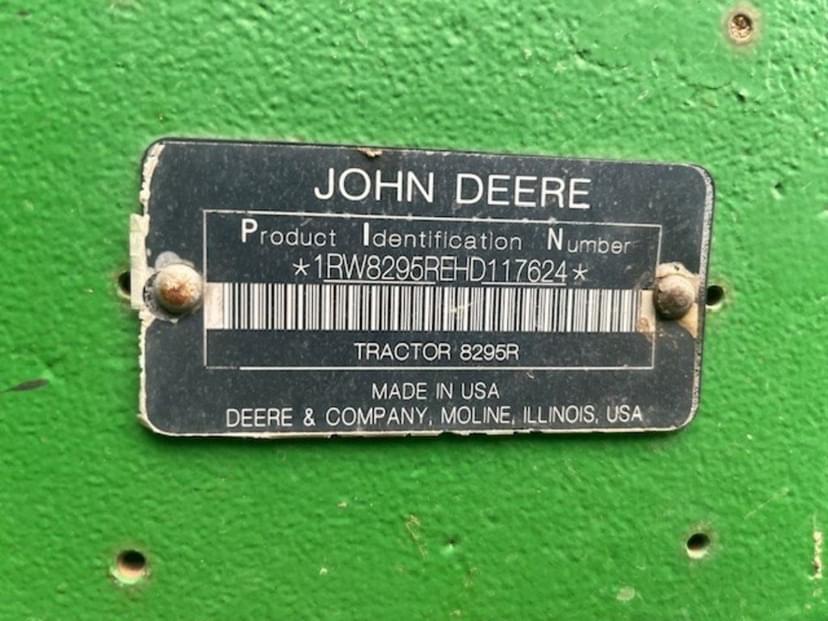 JOHN DEERE
Product Identification Number
*1RW8295REHD117624*
TRACTOR 8295R
MADE IN USA
DEERE & COMPANY, MOLINE, ILLINOIS, USA